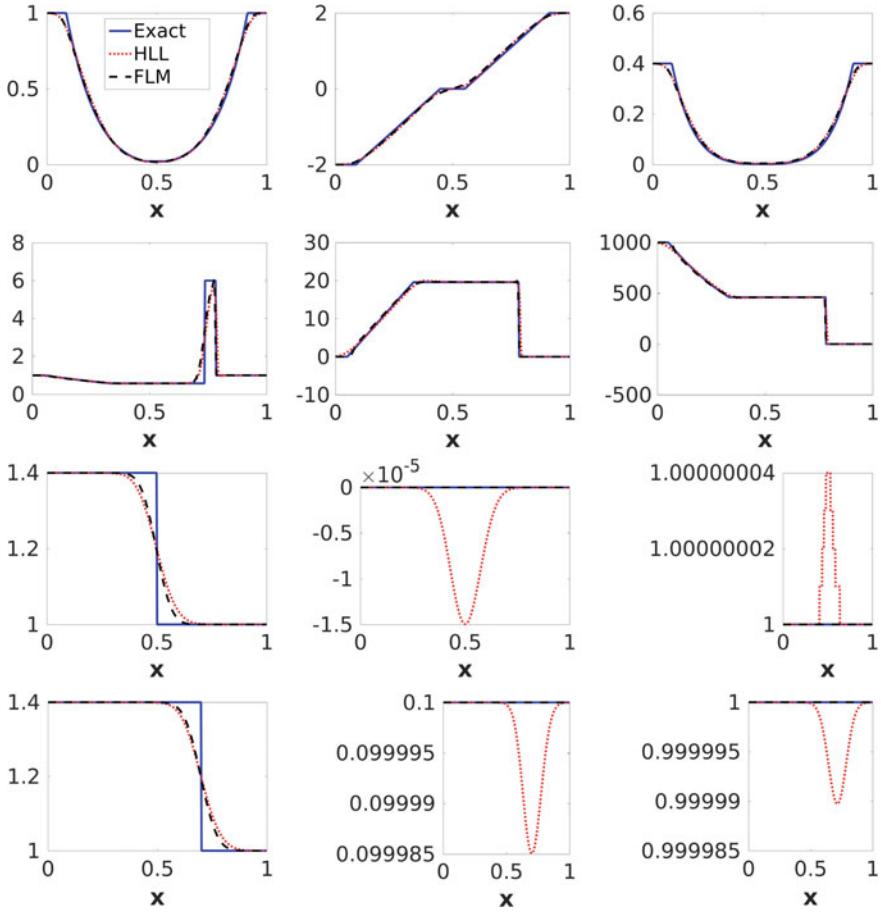 1
0.5
0
0 0.5 1
x
Exact
HLL
FLM
2
0
-2
0 0.5 1
x
0.6
0.4
0.2
0
0 0.5 1
x
8
6
4
2
0
0 0.5 1
x
30
20
10
0
-10
0 0.5 1
x
1000
500
0
-500
0 0.5 1
x
1.4
1.2
1
0 0.5 1
x
×10⁻⁵
0
-0.5
-1
-1.5
0 0.5 1
x
1.00000004
1.00000002
1
0 0.5 1
x
1.4
1.2
1
0 0.5 1
x
0.1
0.099995
0.09999
0.099985
0 0.5 1
x
1
0.999995
0.99999
0.999985
0 0.5 1
x